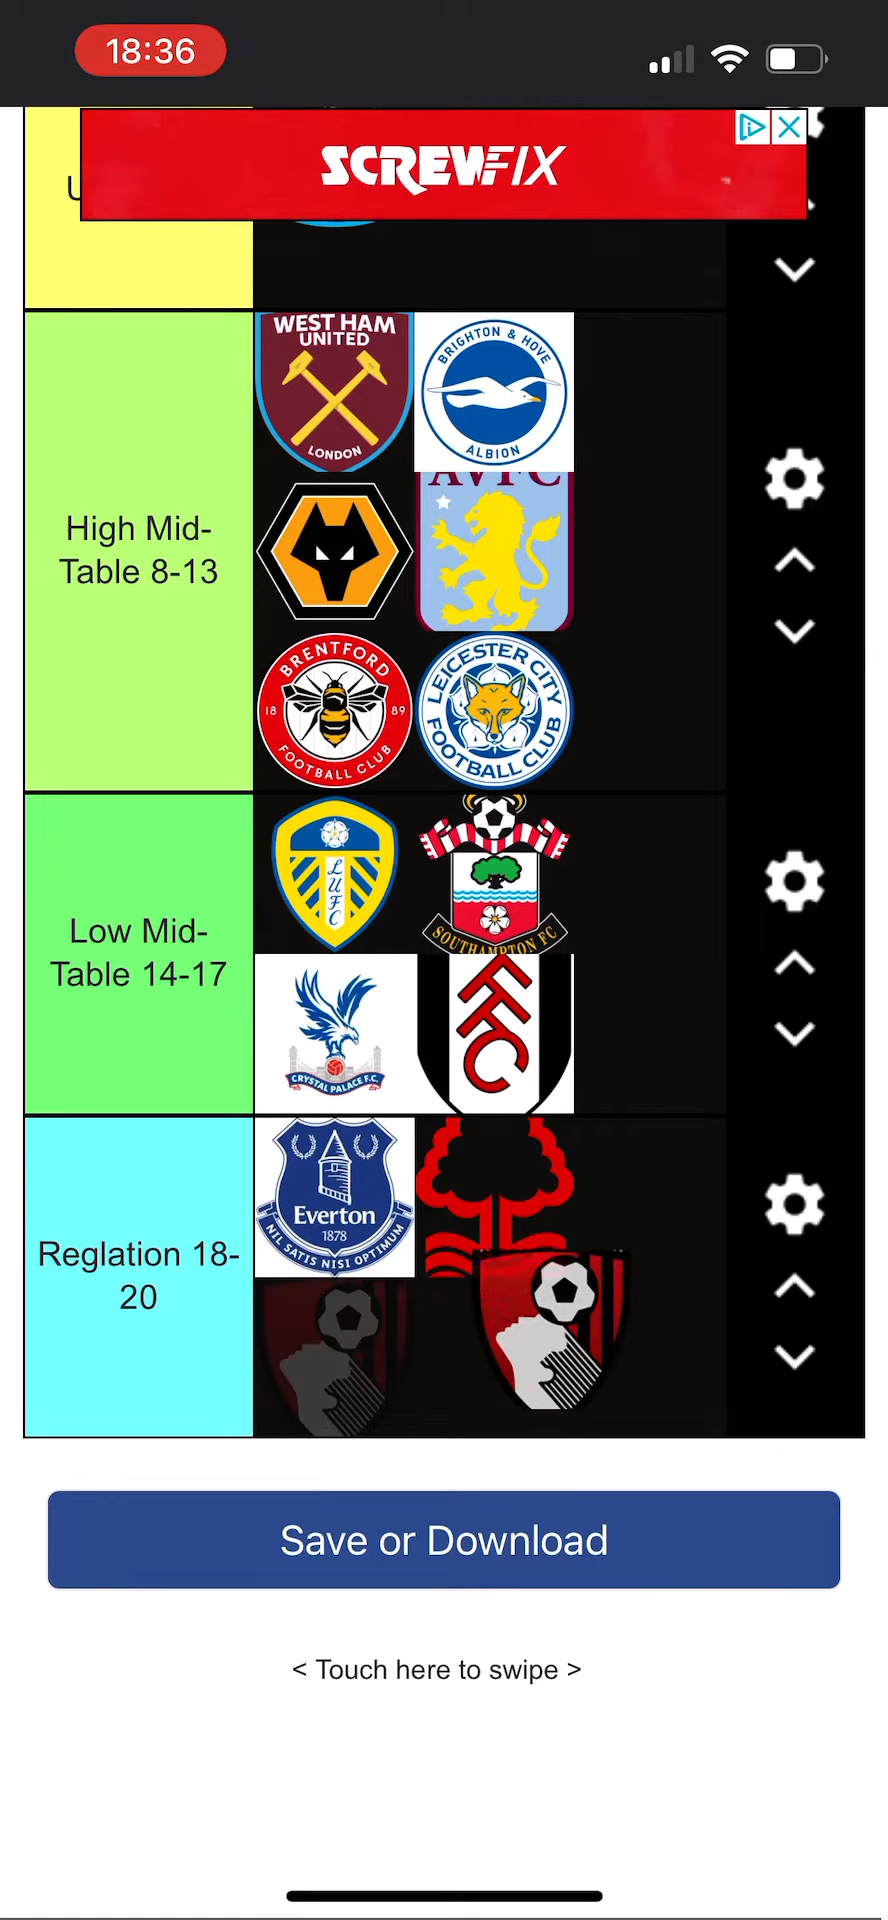 18:36
SCREWFIX
U
WEST HAM
UNITED
LONDON
BRIGHTON & HOVE
ALBION
High Mid-
Table 8-13
AVFC
BRENTFORD
18 89
FOOTBALL CLUB
LEICESTER CITY
FOOTBALL CLUB
Low Mid-
Table 14-17
LUFC
SOUTHAMPTON FC
CRYSTAL PALACE F.C.
FFC
Reglation 18-
20
Everton
1878
NIL SATIS NISI OPTIMUM
Save or Download
< Touch here to swipe >